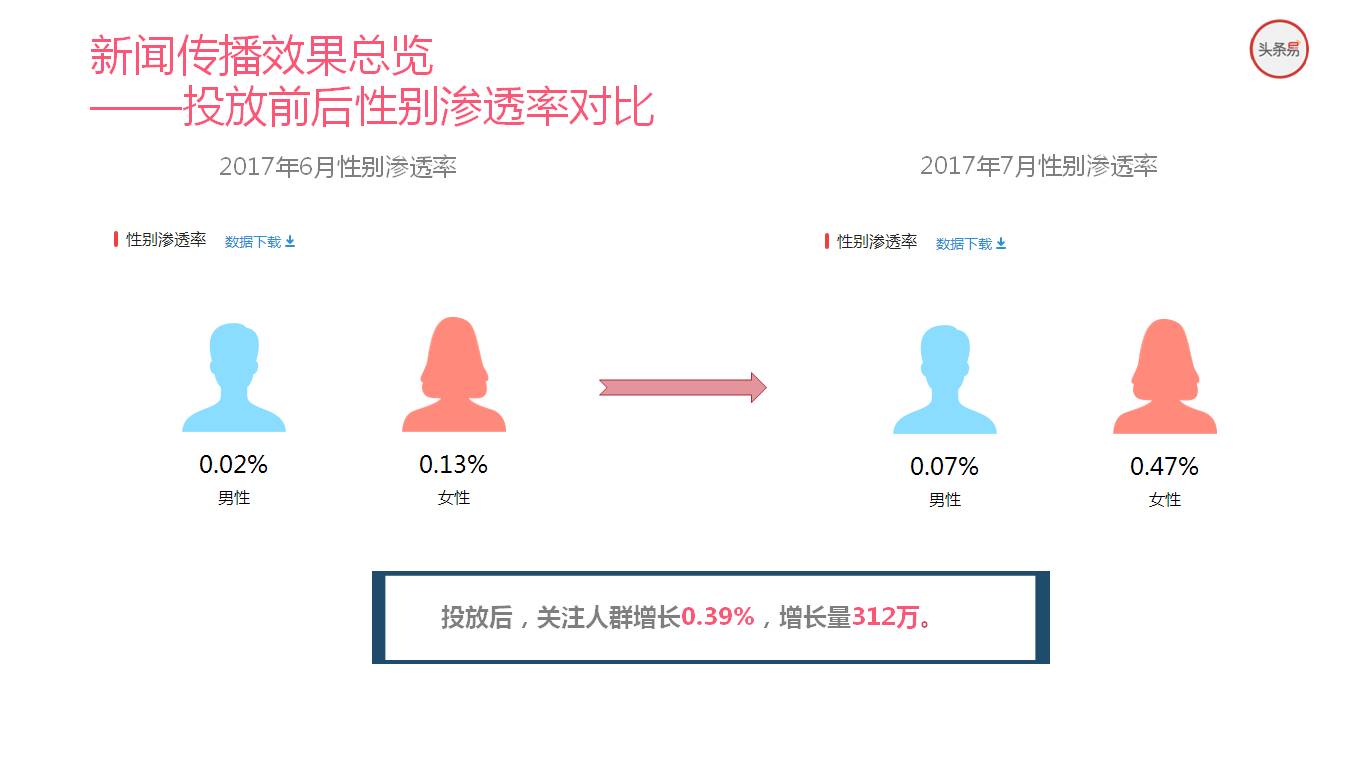 新闻传播效果总览
——投放前后性别渗透率对比
头条易
2017年6月性别渗透率
2017年7月性别渗透率
性别渗透率 数据下载
性别渗透率 数据下载
0.02%
男性
0.13%
女性
0.07%
男性
0.47%
女性
投放后，关注人群增长0.39%，增长量312万。